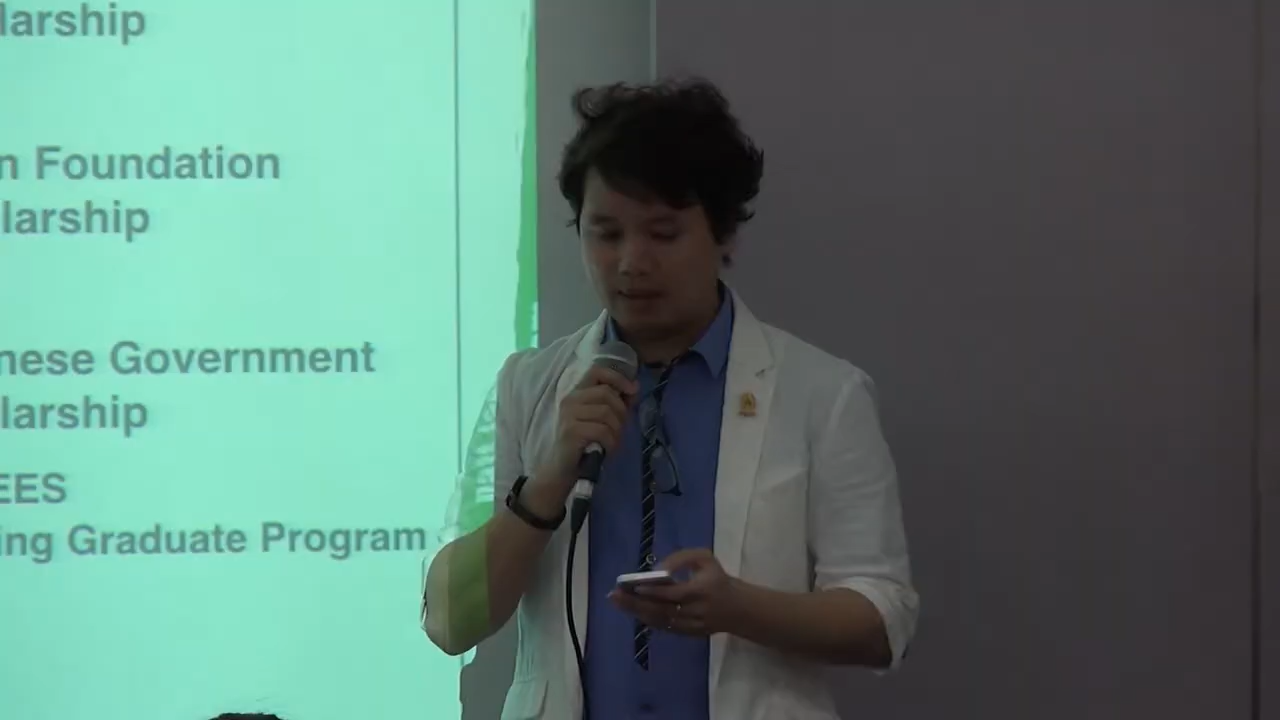 larship
n Foundation
larship
nese Government
larship
EES
ing Graduate Program